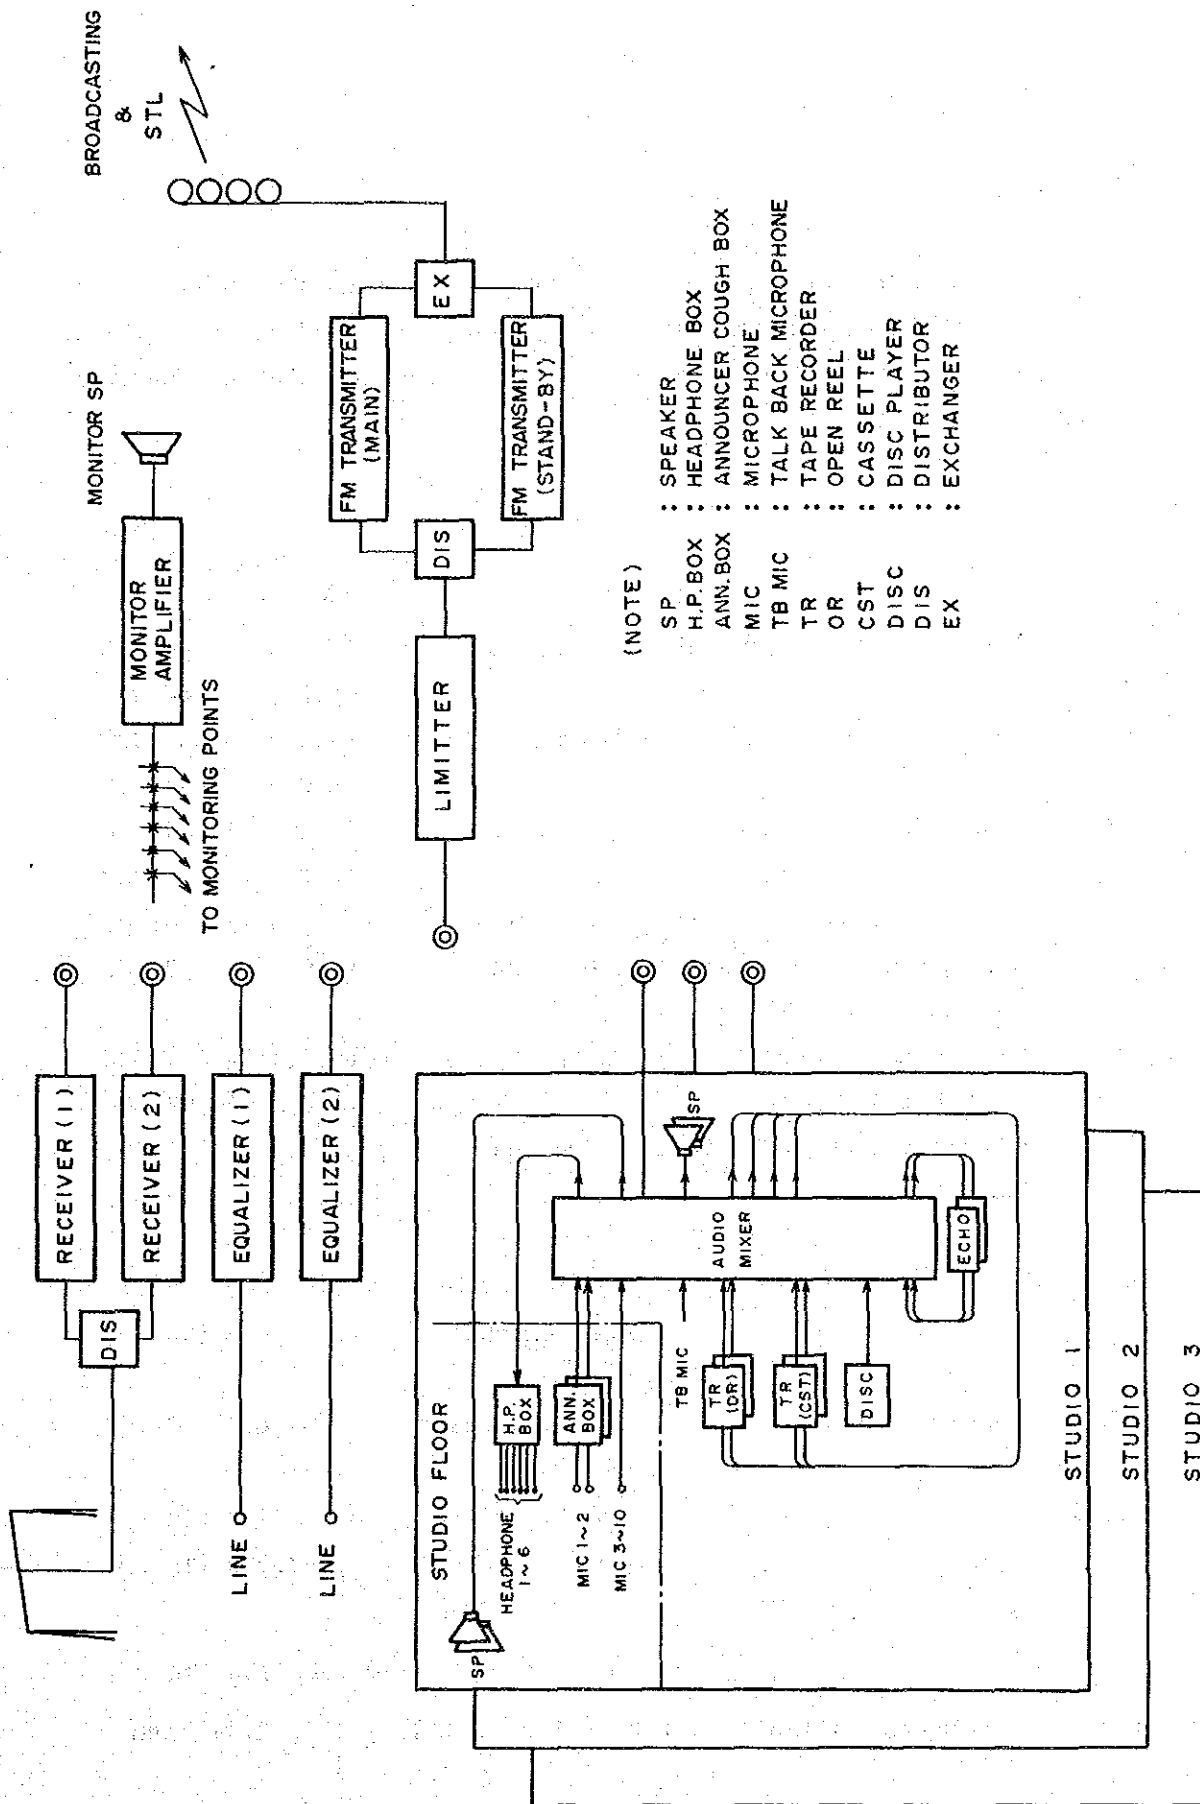 RECEIVER (1)
DIS
RECEIVER (2)
LINE
EQUALIZER (1)
LINE
EQUALIZER (2)
TO MONITORING POINTS
MONITOR
AMPLIFIER
MONITOR SP
BROADCASTING
&
STL
LIMITTER
DIS
FM TRANSMITTER
(MAIN)
FM TRANSMITTER
(STAND-BY)
EX
STUDIO FLOOR
SP
HEADPHONE
1~6
H.P.
BOX
MIC 1~2
ANN.
BOX
MIC 3~10
TB MIC
TR
(OR)
TR
(CST)
DISC
AUDIO
MIXER
SP
ECHO
STUDIO 1
STUDIO 2
STUDIO 3
(NOTE)
SP : SPEAKER
H.P. BOX : HEADPHONE BOX
ANN. BOX : ANNOUNCER COUGH BOX
MIC : MICROPHONE
TB MIC : TALK BACK MICROPHONE
TR : TAPE RECORDER
OR : OPEN REEL
CST : CASSETTE
DISC : DISC PLAYER
DIS : DISTRIBUTOR
EX : EXCHANGER